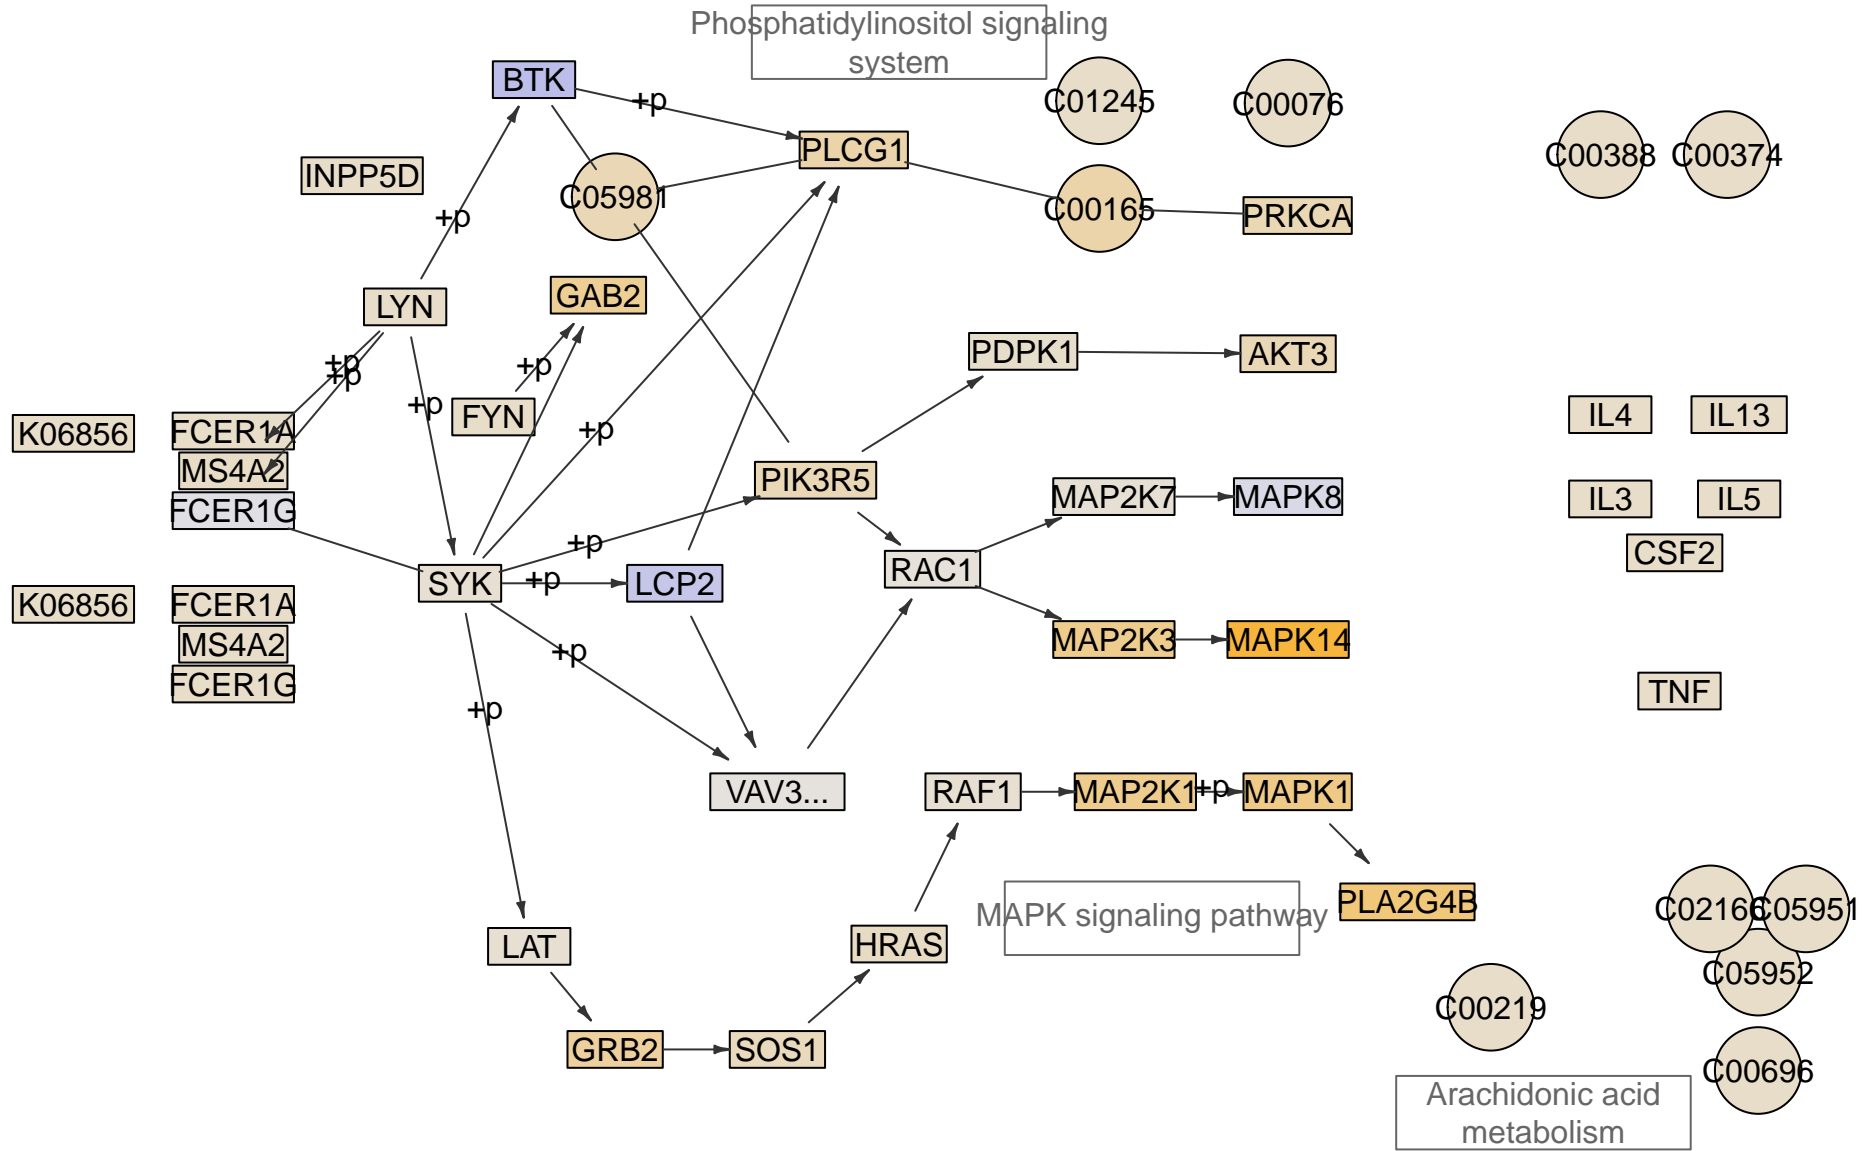 Phosphatidylinositol signaling
system
BTK
+p
C01245
C00076
PLCG1
INPP5D
C00388
C00374
C05981
C00165
PRKCA
+p
LYN
GAB2
+p
+p
+p
PDPK1
AKT3
+p
FYN
+p
K06856
FCER1A
MS4A2
FCER1G
IL4
IL13
PIK3R5
MAP2K7
MAPK8
IL3
IL5
+p
CSF2
SYK
+p
LCP2
RAC1
K06856
FCER1A
MS4A2
FCER1G
+p
MAP2K3
MAPK14
+p
TNF
VAV3...
RAF1
MAP2K1
+p
MAPK1
MAPK signaling pathway
PLA2G4B
C02166
C05951
LAT
HRAS
C05952
C00219
GRB2
SOS1
C00696
Arachidonic acid
metabolism